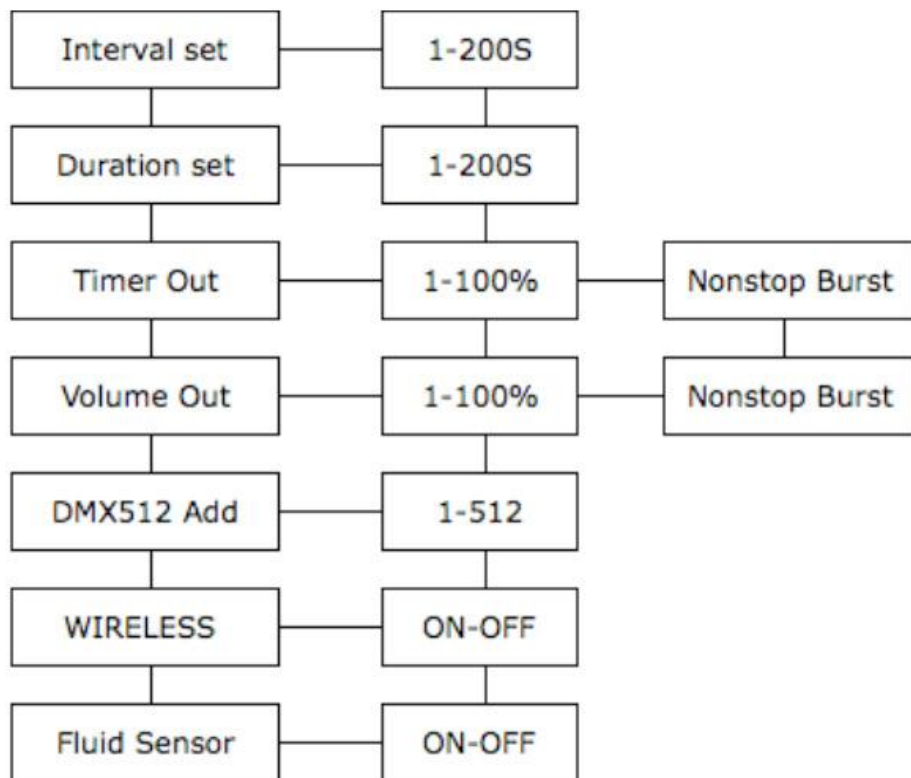 Interval set
1-200S
Duration set
1-200S
Timer Out
1-100%
Nonstop Burst
Volume Out
1-100%
Nonstop Burst
DMX512 Add
1-512
WIRELESS
ON-OFF
Fluid Sensor
ON-OFF